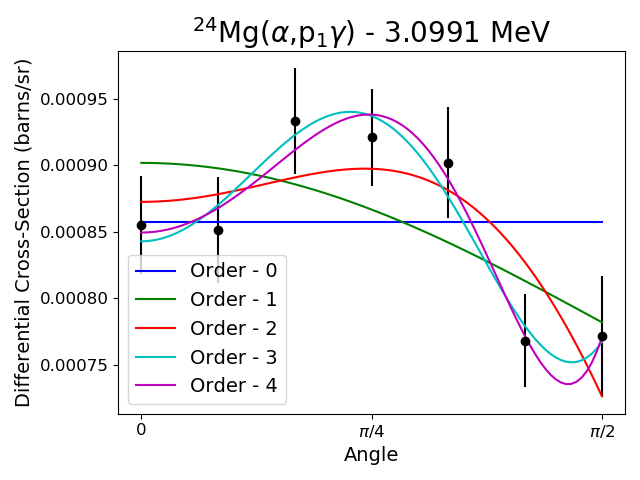 ²⁴Mg(α,p₁γ) - 3.0991 MeV
Differential Cross-Section (barns/sr)
0.00095
0.00090
0.00085
0.00080
0.00075
Order - 0
Order - 1
Order - 2
Order - 3
Order - 4
0
π/4
π/2
Angle